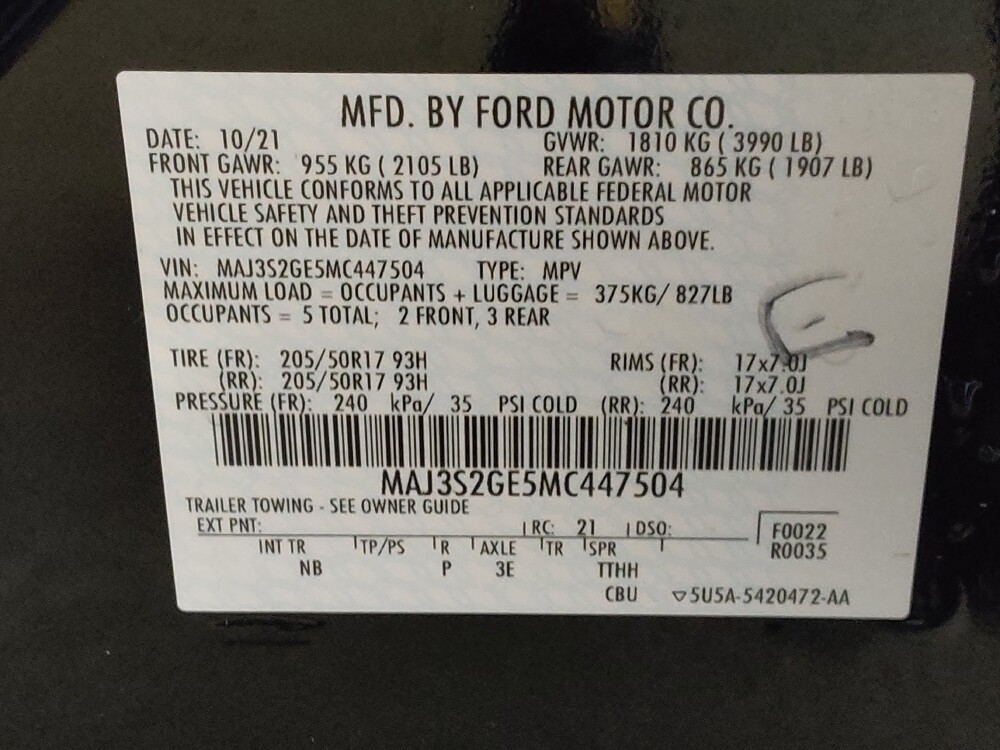 MFD. BY FORD MOTOR CO.
DATE: 10/21 GVWR: 1810 KG ( 3990 LB)
FRONT GAWR: 955 KG ( 2105 LB) REAR GAWR: 865 KG ( 1907 LB)
THIS VEHICLE CONFORMS TO ALL APPLICABLE FEDERAL MOTOR
VEHICLE SAFETY AND THEFT PREVENTION STANDARDS
IN EFFECT ON THE DATE OF MANUFACTURE SHOWN ABOVE.
VIN: MAJ3S2GE5MC447504 TYPE: MPV
MAXIMUM LOAD = OCCUPANTS + LUGGAGE = 375KG/ 827LB
OCCUPANTS = 5 TOTAL; 2 FRONT, 3 REAR
TIRE (FR): 205/50R17 93H RIMS (FR): 17x7.0J
(RR): 205/50R17 93H (RR): 17x7.0J
PRESSURE (FR): 240 kPa/ 35 PSI COLD (RR): 240 kPa/ 35 PSI COLD
MAJ3S2GE5MC447504
TRAILER TOWING - SEE OWNER GUIDE
EXT PNT: RC: 21 DSO: F0022
R0035
INT TR TP/PS R AXLE TR SPR
NB P 3E TTHH
CBU ▽5U5A-5420472-AA